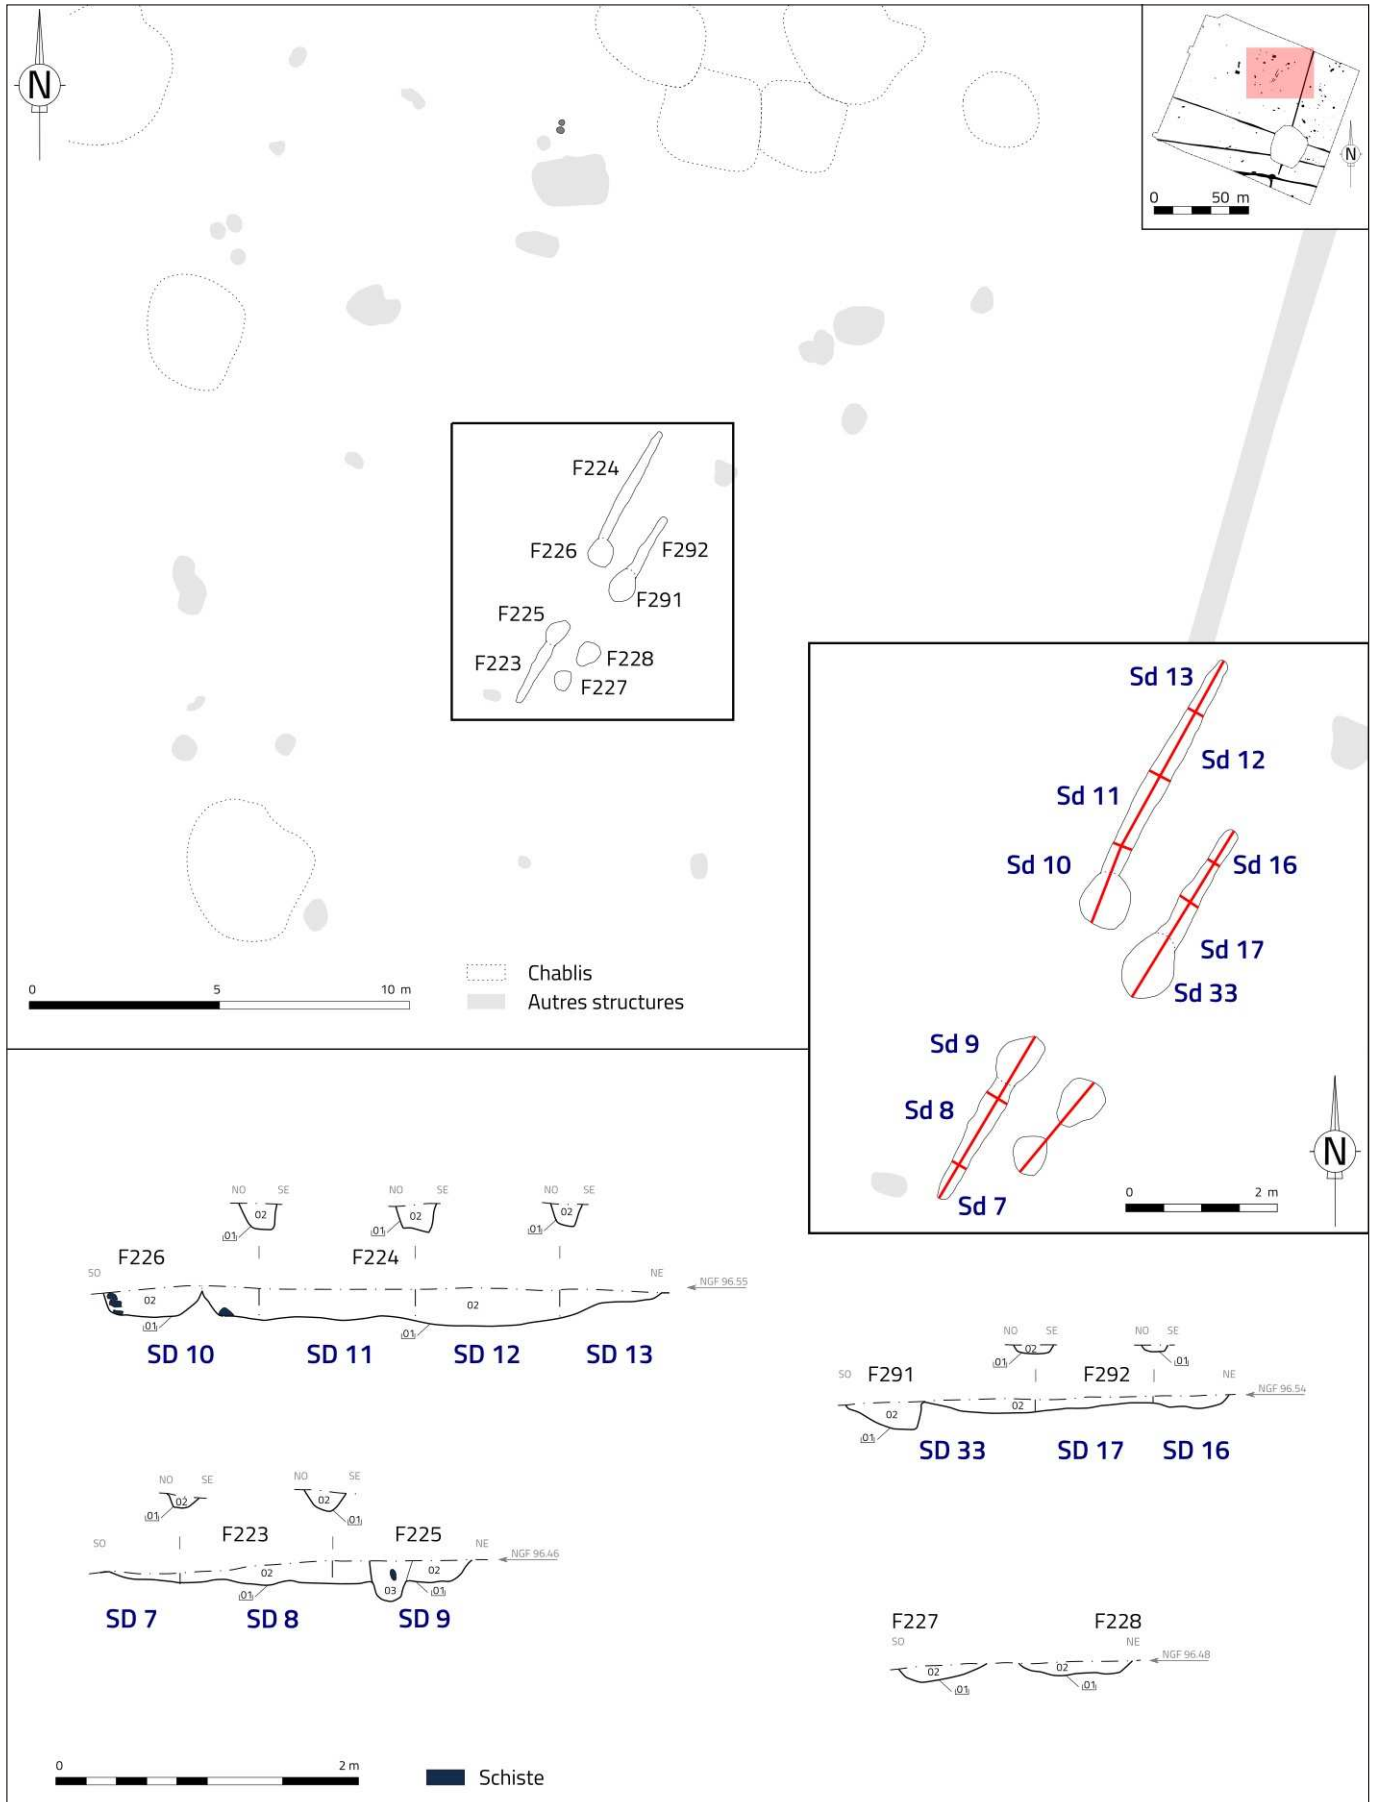 N
N
0 50 m
F224
F226
F292
F291
F225
F223
F228
F227
0 5 10 m
Chablis
Autres structures
Sd 13
Sd 12
Sd 11
Sd 10
Sd 16
Sd 17
Sd 33
Sd 9
Sd 8
Sd 7
N
0 2 m
NO SE NO SE NO SE
02 02 02
01 01 01
F226 F224
SO NE
NGF 96.55
02 02
01 01
SD 10 SD 11 SD 12 SD 13
NO SE NO SE
02
01 01
SO F291 F292 NE
NGF 96.54
02 02
01
SD 33 SD 17 SD 16
NO SE NO SE
02 02
01 01
F223 F225
SO NE
NGF 96.46
02 02
01 03 01
SD 7 SD 8 SD 9
F227 F228
SO NE
NGF 96.48
02 02
01 01
0 2 m
Schiste